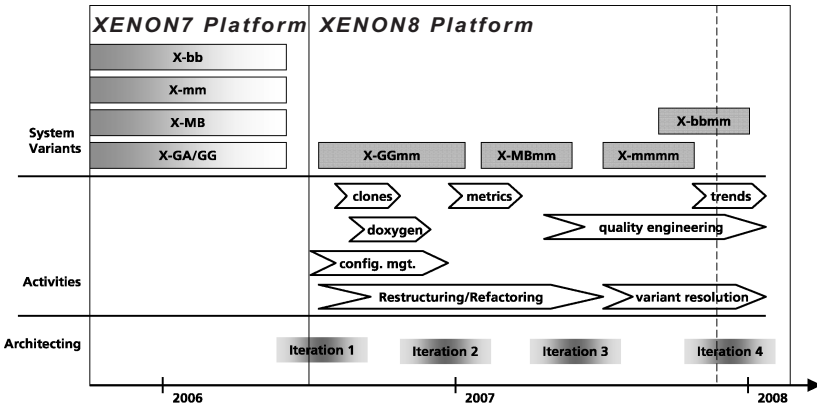 XENON7 Platform XENON8 Platform
X-bb
X-mm
X-MB X-bbmm
System
Variants
X-GA/GG X-GGmm X-MBmm X-mmmm
clones metrics trends
doxygen quality engineering
config. mgt.
Activities
Restructuring/Refactoring variant resolution
Architecting
Iteration 1 Iteration 2 Iteration 3 Iteration 4
2006 2007 2008